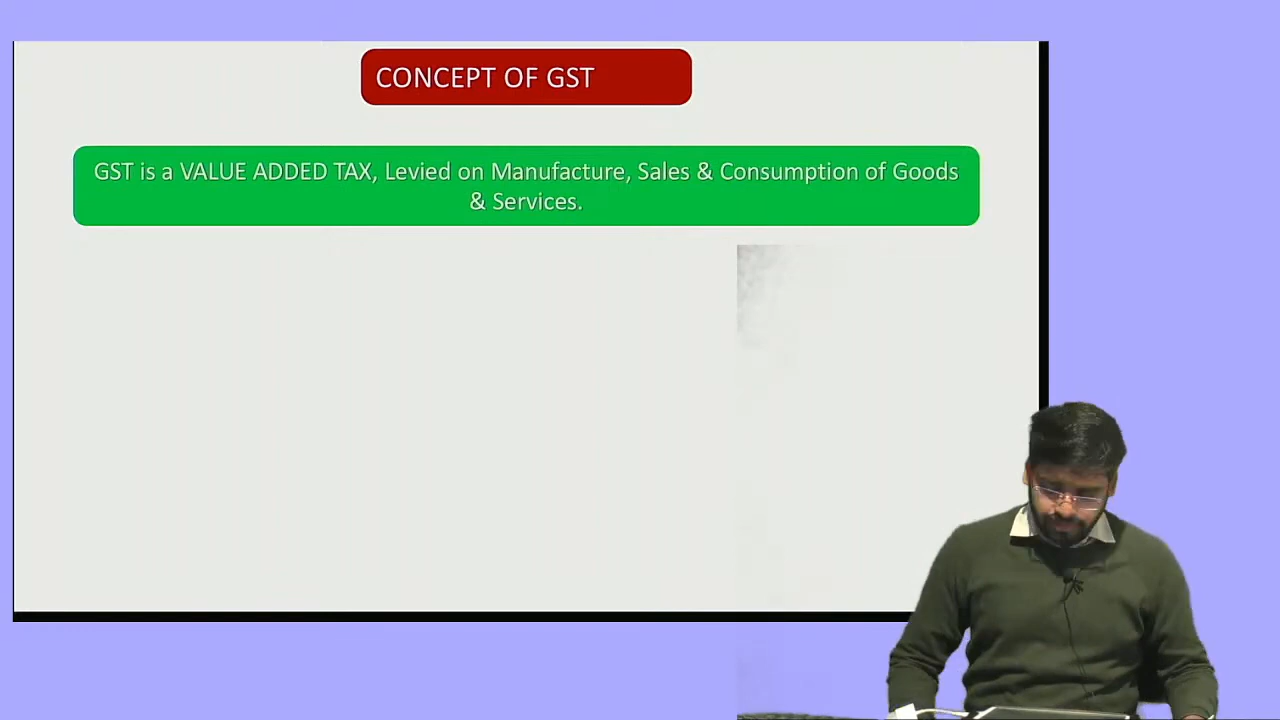 CONCEPT OF GST
GST is a VALUE ADDED TAX, Levied on Manufacture, Sales & Consumption of Goods
& Services.